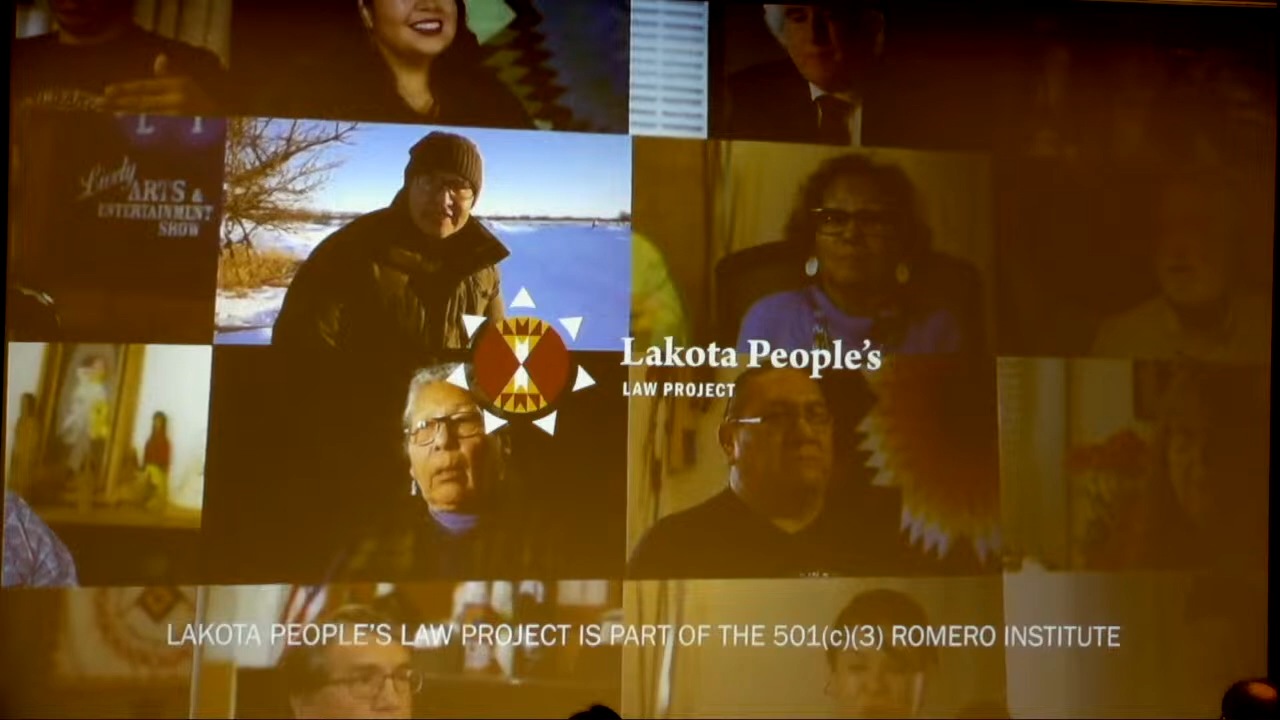 L I
Lively
ARTS &
ENTERTAINMENT
SHOW
Lakota People's
LAW PROJECT
LAKOTA PEOPLE'S LAW PROJECT IS PART OF THE 501(c)(3) ROMERO INSTITUTE